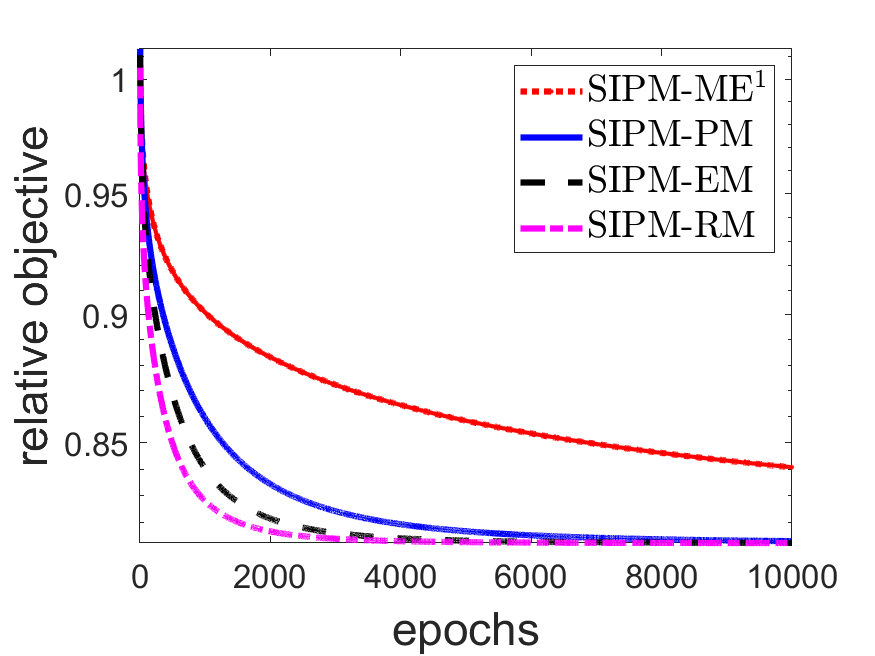 relative objective
1
0.95
0.9
0.85
SIPM-ME¹
SIPM-PM
SIPM-EM
SIPM-RM
0 2000 4000 6000 8000 10000
epochs